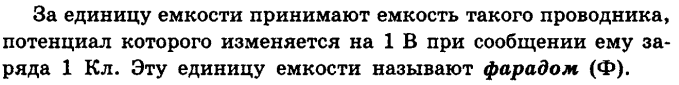 За единицу емкости принимают емкость такого проводника,
потенциал которого изменяется на 1 В при сообщении ему за-
ряда 1 Кл. Эту единицу емкости называют фарадом (Ф).